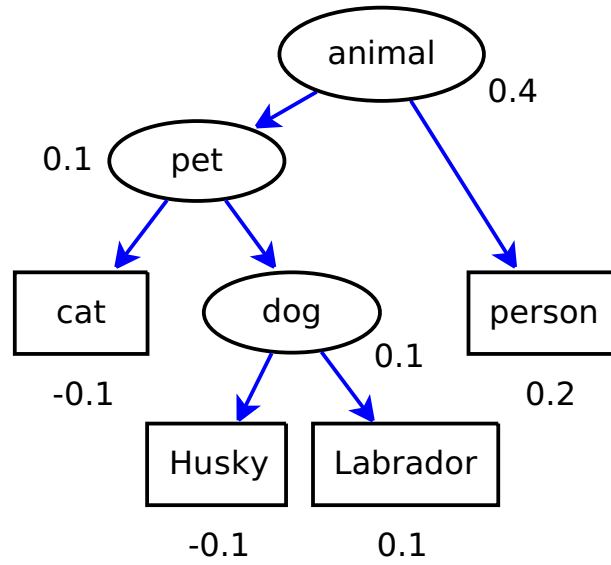 animal
0.4
0.1
pet
cat
dog
person
-0.1
0.1
0.2
Husky
Labrador
-0.1
0.1